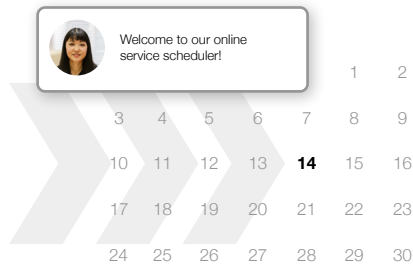 Welcome to our online
service scheduler!
1 2
3 4 5 6 7 8 9
10 11 12 13 14 15 16
17 18 19 20 21 22 23
24 25 26 27 28 29 30